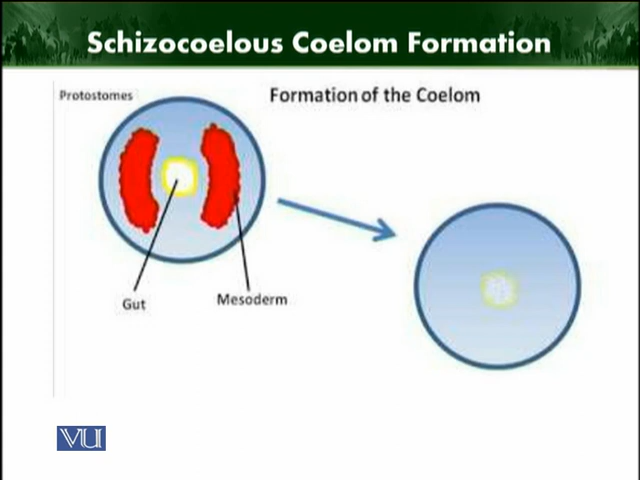 Schizocoelous Coelom Formation
Protostomes
Formation of the Coelom
Gut
Mesoderm
VU